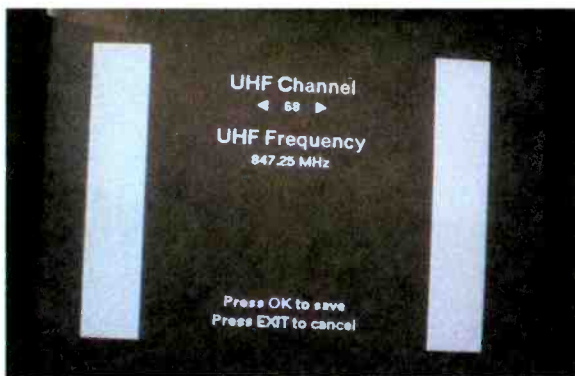 UHF Channel
◀ 68 ▶
UHF Frequency
847.25 MHz
Press OK to save
Press EXIT to cancel